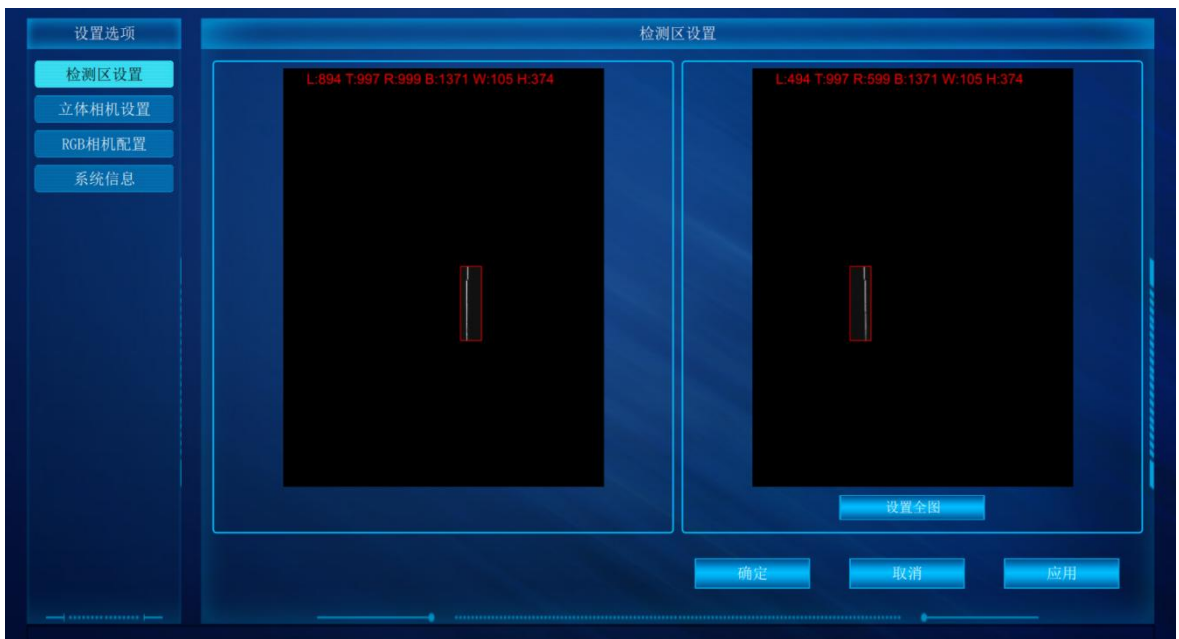 设置选项
检测区设置
检测区设置
立体相机设置
RGB相机配置
系统信息
L:894 T:997 R:999 B:1371 W:105 H:374
L:494 T:997 R:599 B:1371 W:105 H:374
设置全图
确定
取消
应用